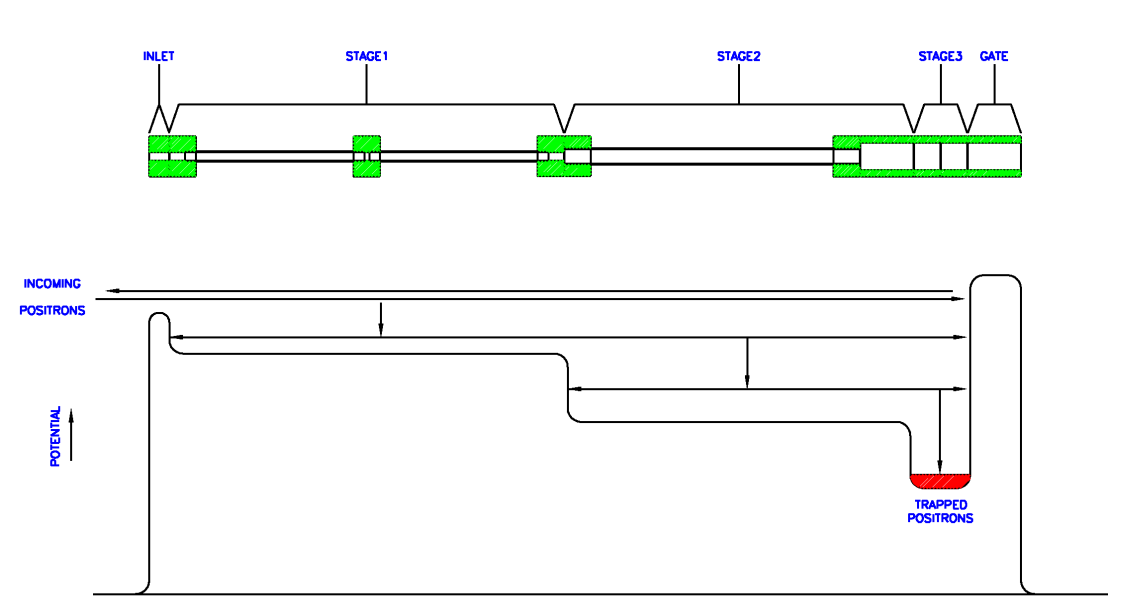 INLET
STAGE1
STAGE2
STAGE3
GATE
INCOMING
POSITRONS
POTENTIAL
TRAPPED
POSITRONS